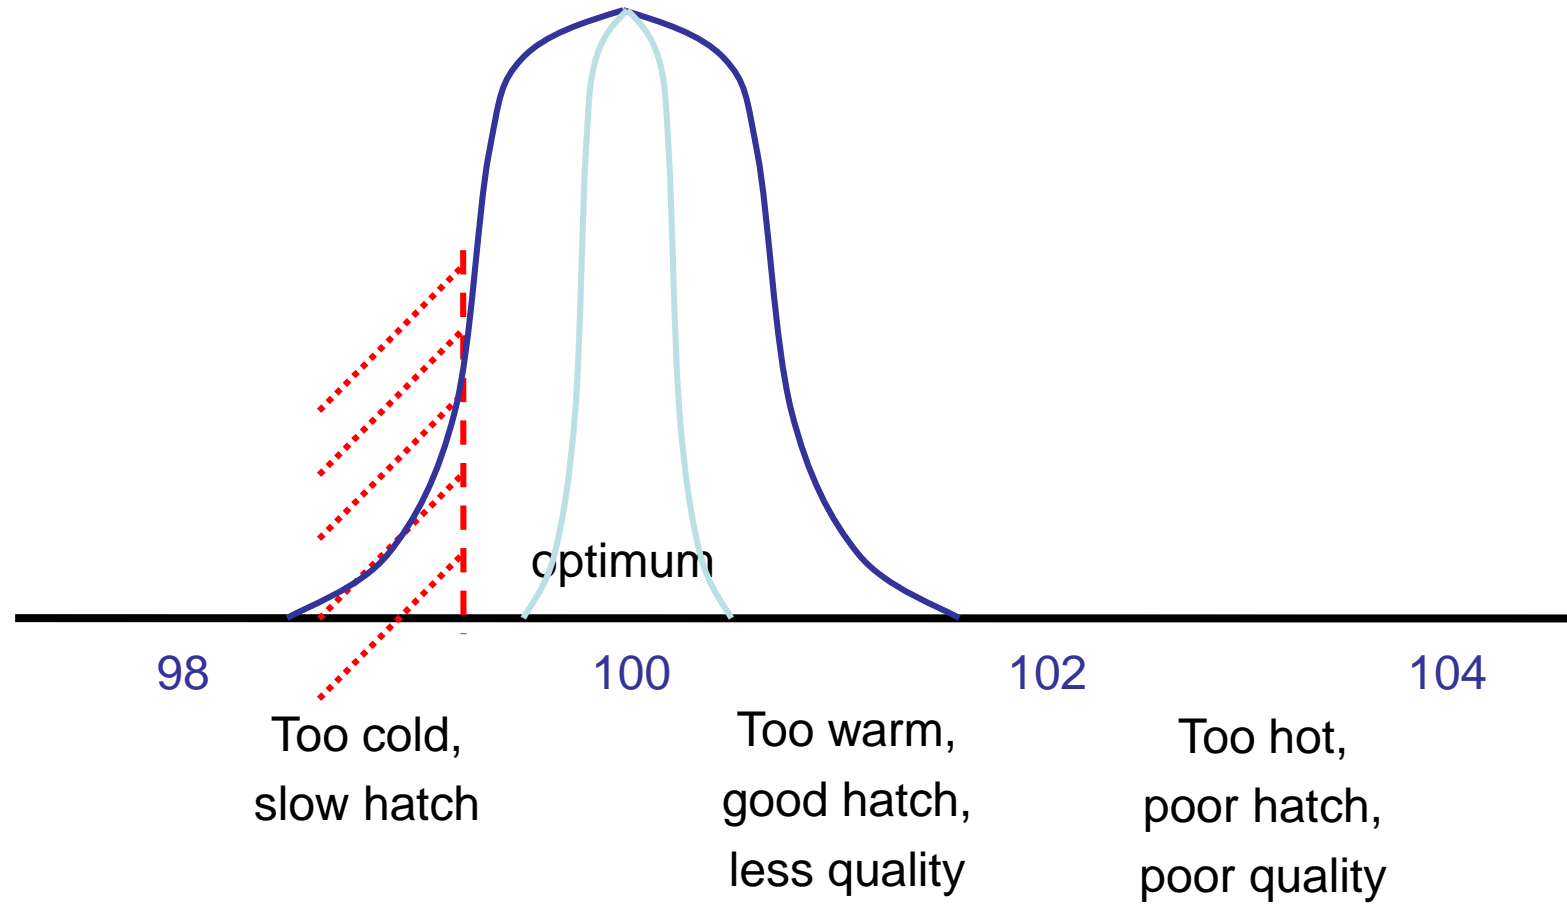 optimum
98 100 102 104
Too cold,
slow hatch
Too warm,
good hatch,
less quality
Too hot,
poor hatch,
poor quality